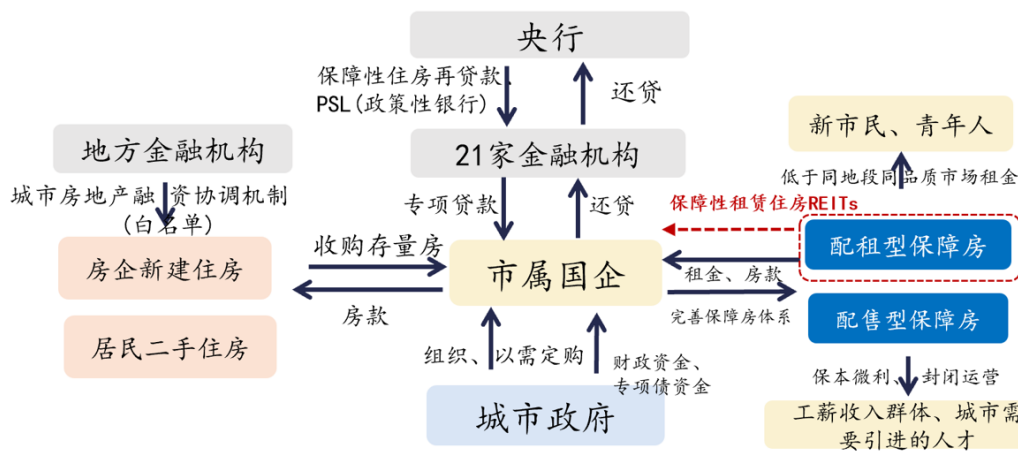 央行
保障性住房再贷款、
PSL(政策性银行)
还贷
新市民、青年人
地方金融机构
21家金融机构
低于同地段同品质市场租金
城市房地产融 资协调机制
(白名单)
专项贷款
还贷
保障性租赁住房REITs
收购存量房
配租型保障房
房企新建住房
市属国企
租金、房款
房款
完善保障房体系
配售型保障房
居民二手住房
组织、以需定购
财政资金、
专项债资金
保本微利、封闭运营
城市政府
工薪收入群体、城市需
要引进的人才